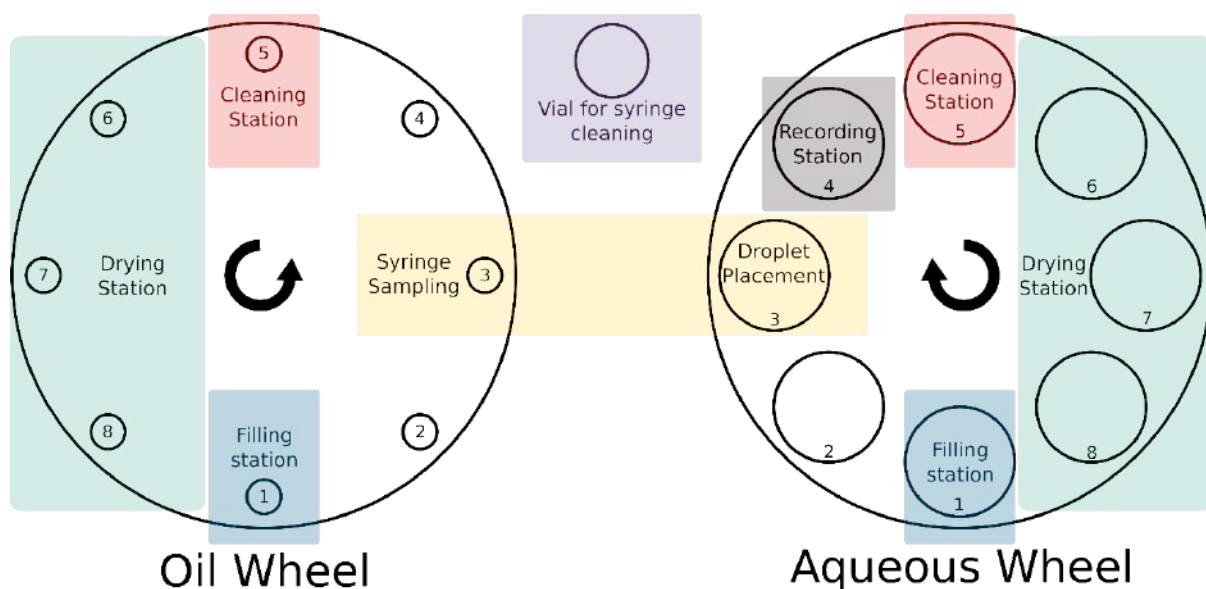 5
Cleaning
Station
6
4
7
Drying
Station
Syringe
Sampling
3
8
2
Filling
station
1
Oil Wheel
Vial for syringe
cleaning
Cleaning
Station
5
Recording
Station
4
6
Droplet
Placement
3
Drying
Station
7
2
8
Filling
station
1
Aqueous Wheel